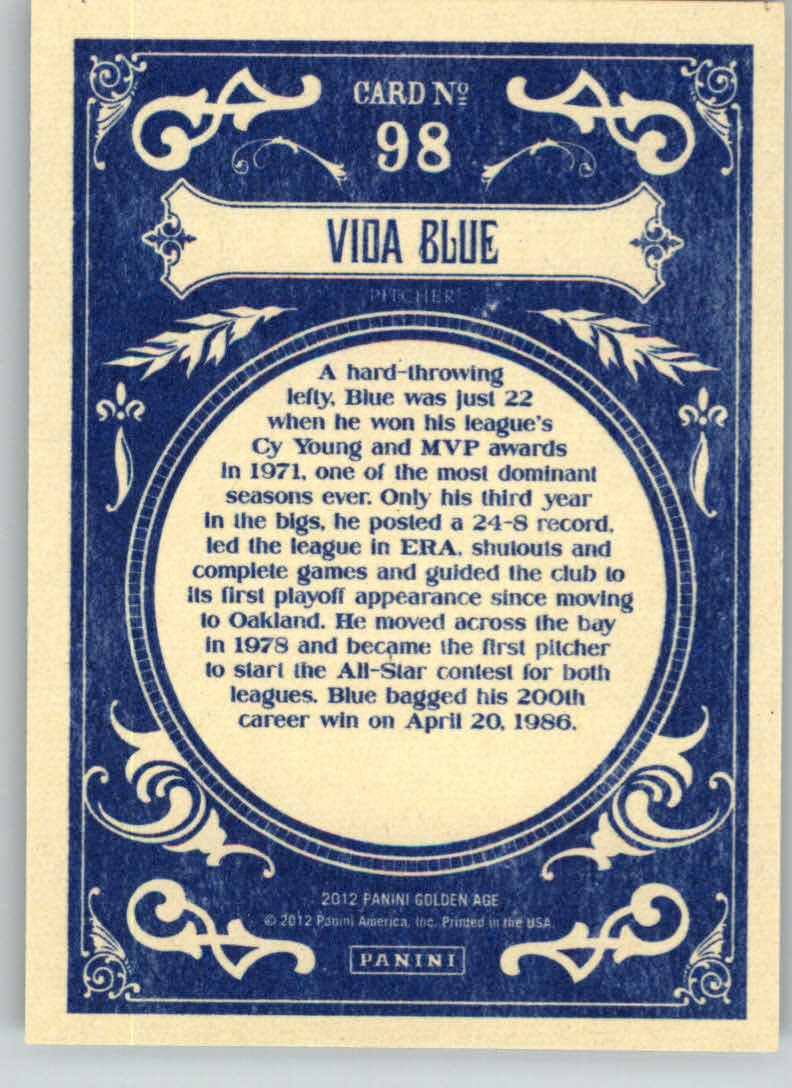 CARD Nº
98
VIDA BLUE
PITCHER
A hard-throwing
lefty, Blue was just 22
when he won his league's
Cy Young and MVP awards
in 1971, one of the most dominant
seasons ever. Only his third year
in the bigs, he posted a 24-8 record,
led the league in ERA, shutouts and
complete games and guided the club to
its first playoff appearance since moving
to Oakland. He moved across the bay
in 1978 and became the first pitcher
to start the All-Star contest for both
leagues. Blue bagged his 200th
career win on April 20, 1986.
2012 PANINI GOLDEN AGE
© 2012 Panini America, Inc. Printed in the USA.
PANINI